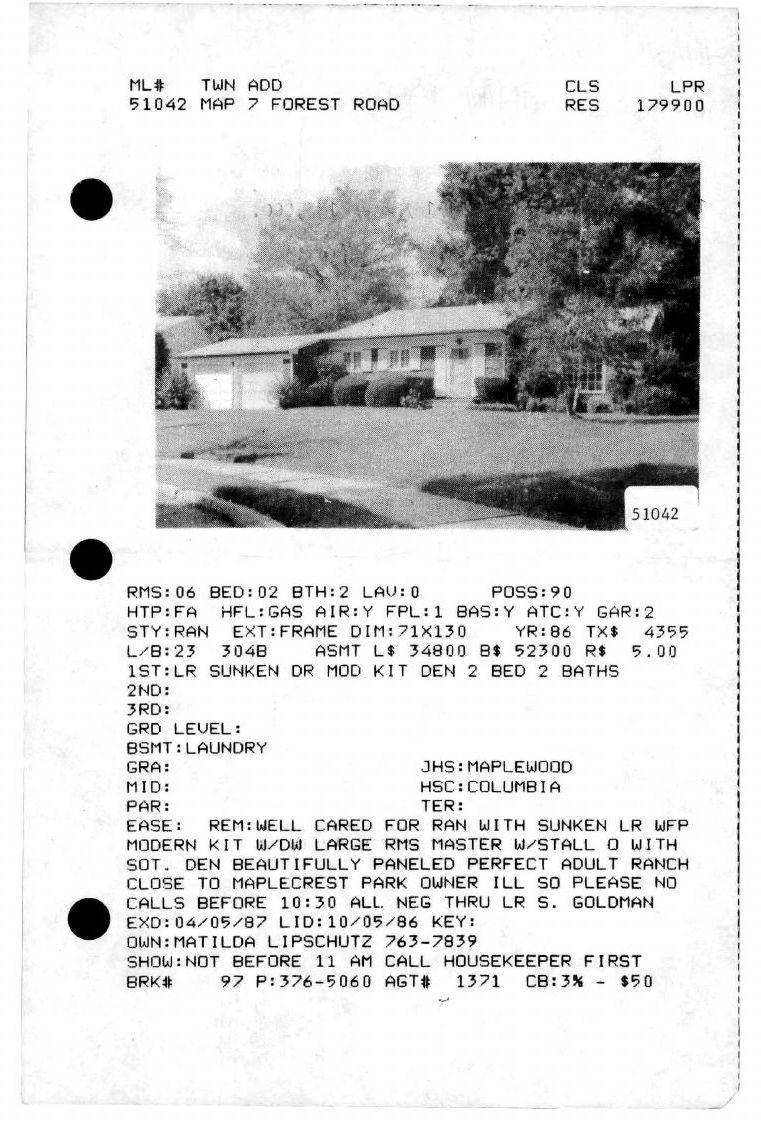 ML# TWN ADD CLS LPR
51042 MAP 7 FOREST ROAD RES 179900
51042
RMS:06 BED:02 BTH:2 LAV:0 POSS:90
HTP:FA HFL:GAS AIR:Y FPL:1 BAS:Y ATC:Y GAR:2
STY:RAN EXT:FRAME DIM:71X130 YR:86 TX$ 4355
L/B:23 304B ASMT L$ 34800 B$ 52300 R$ 5.00
1ST:LR SUNKEN DR MOD KIT DEN 2 BED 2 BATHS
2ND:
3RD:
GRD LEVEL:
BSMT:LAUNDRY
GRA: JHS:MAPLEWOOD
MID: HSC:COLUMBIA
PAR: TER:
EASE: REM:WELL CARED FOR RAN WITH SUNKEN LR WFP
MODERN KIT W/DW LARGE RMS MASTER W/STALL O WITH
SOT. DEN BEAUTIFULLY PANELED PERFECT ADULT RANCH
CLOSE TO MAPLECREST PARK OWNER ILL SO PLEASE NO
CALLS BEFORE 10:30 ALL NEG THRU LR S. GOLDMAN
EXD:04/05/87 LID:10/05/86 KEY:
OWN:MATILDA LIPSCHUTZ 763-7839
SHOW:NOT BEFORE 11 AM CALL HOUSEKEEPER FIRST
BRK# 97 P:376-5060 AGT# 1371 CB:3% - $50